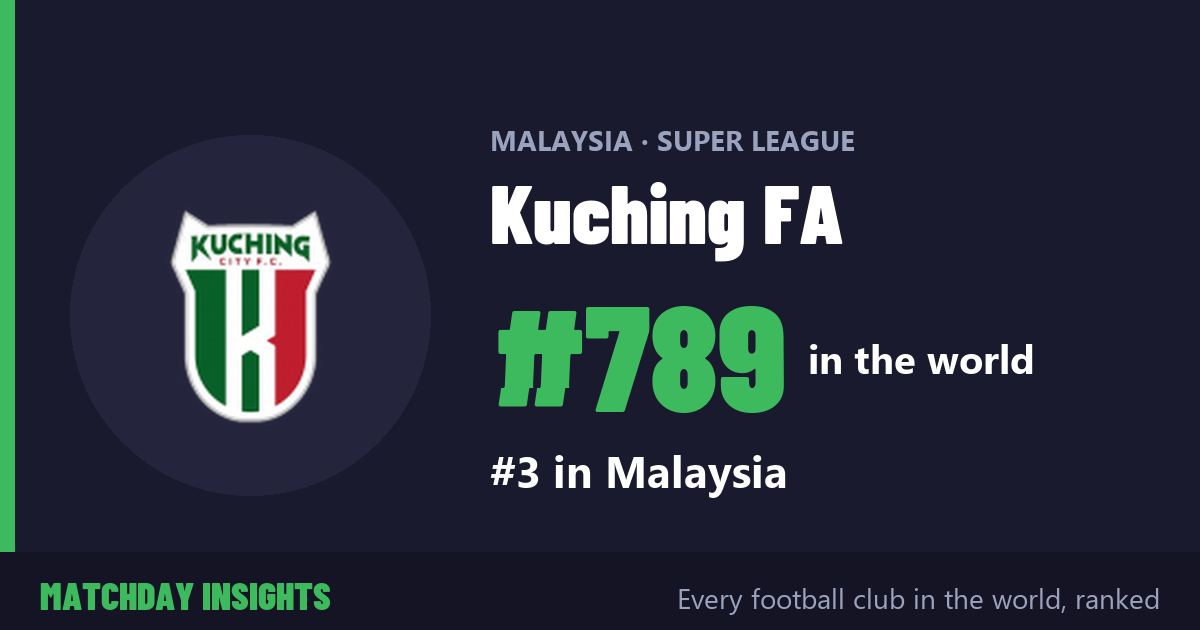 MALAYSIA · SUPER LEAGUE
Kuching FA
KUCHING
CITY F.C.
#789 in the world
#3 in Malaysia
MATCHDAY INSIGHTS
Every football club in the world, ranked